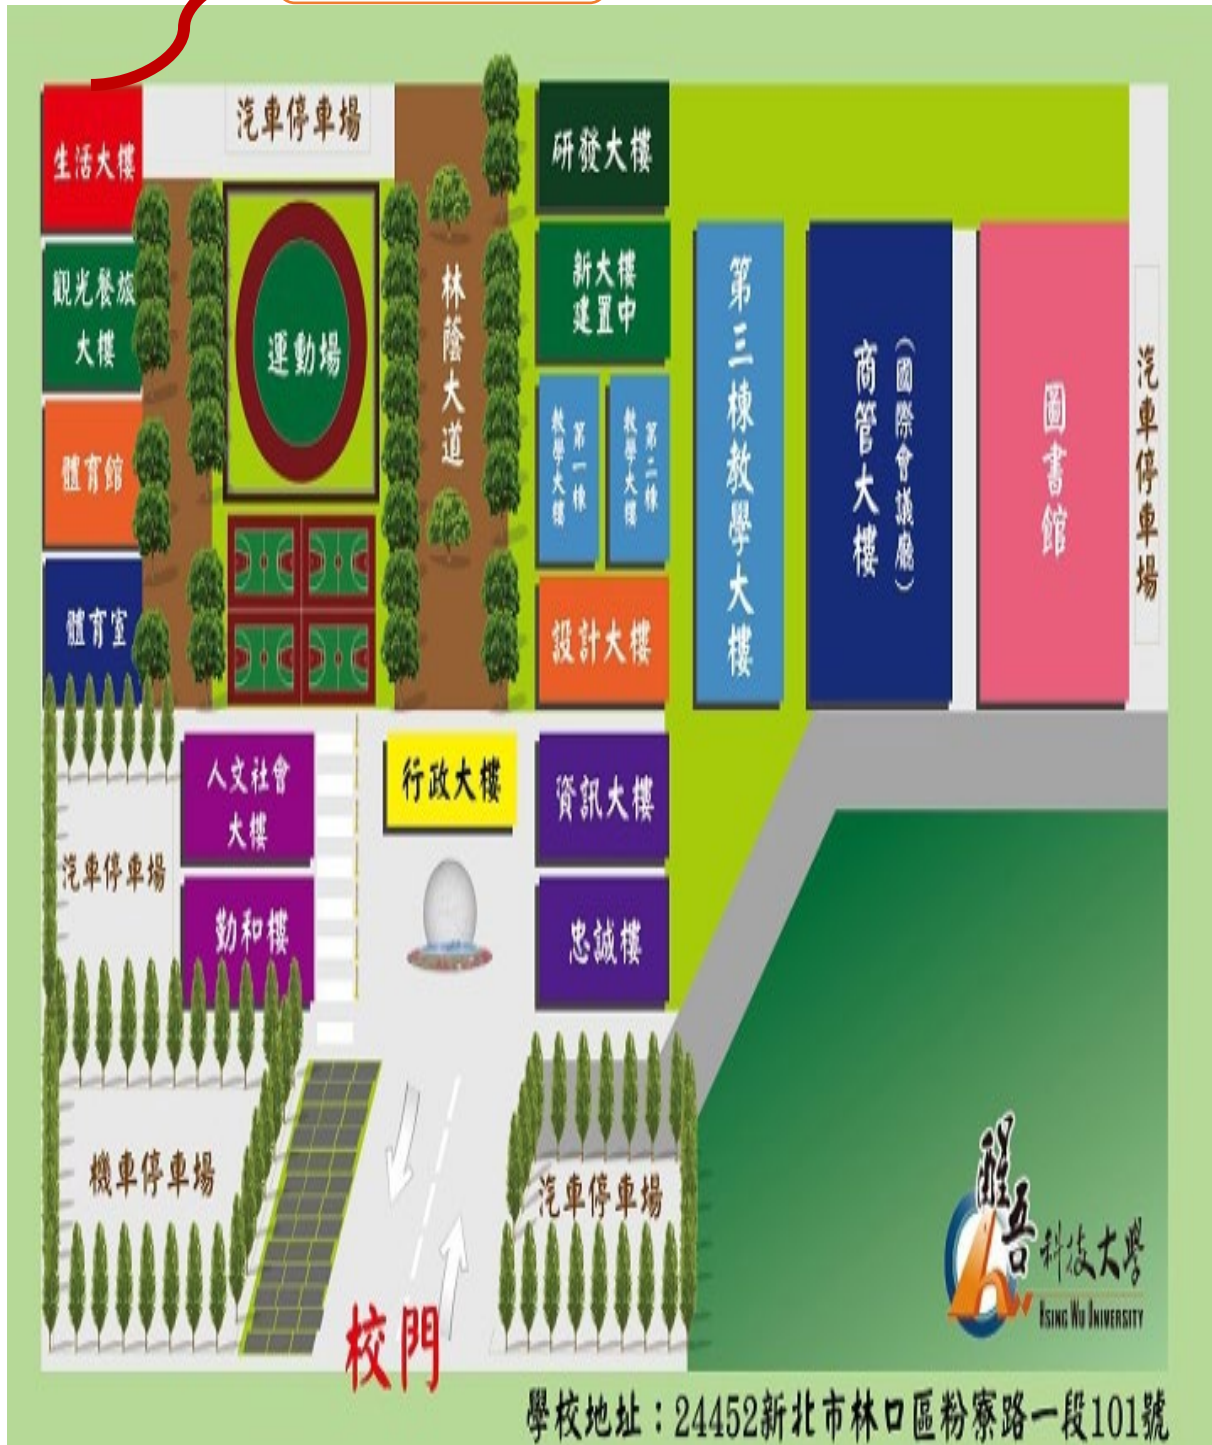 汽車停車場
生活大樓
研發大樓
觀光餐旅
大樓
運動場
林蔭大道
新大樓
建置中
第三棟教學大樓
商管大樓
（國際會議廳）
圖書館
汽車停車場
體育館
第一棟
教學大樓
第二棟
教學大樓
體育室
設計大樓
人文社會
大樓
行政大樓
資訊大樓
汽車停車場
勤和樓
忠誠樓
機車停車場
汽車停車場
校門
醒吾科技大學
HSING WU UNIVERSITY
學校地址：24452新北市林口區粉寮路一段101號